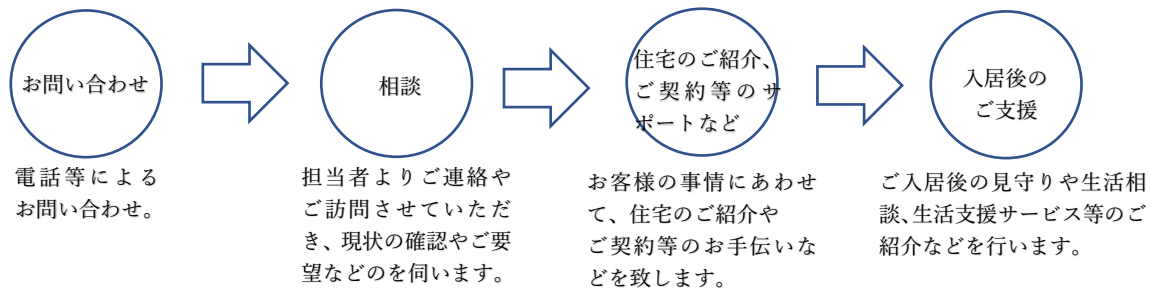 お問い合わせ
電話等による
お問い合わせ。
相談
担当者よりご連絡や
ご訪問させていただ
き、現状の確認やご要
望などのを伺います。
住宅のご紹介、
ご契約等のサ
ポートなど
お客様の事情にあわせ
て、住宅のご紹介や
ご契約等のお手伝いな
どを致します。
入居後の
ご支援
ご入居後の見守りや生活相
談、生活支援サービス等のご
紹介などを行います。